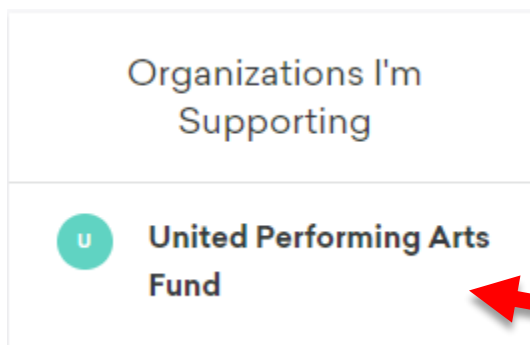 Organizations I'm
Supporting
U
United Performing Arts
Fund